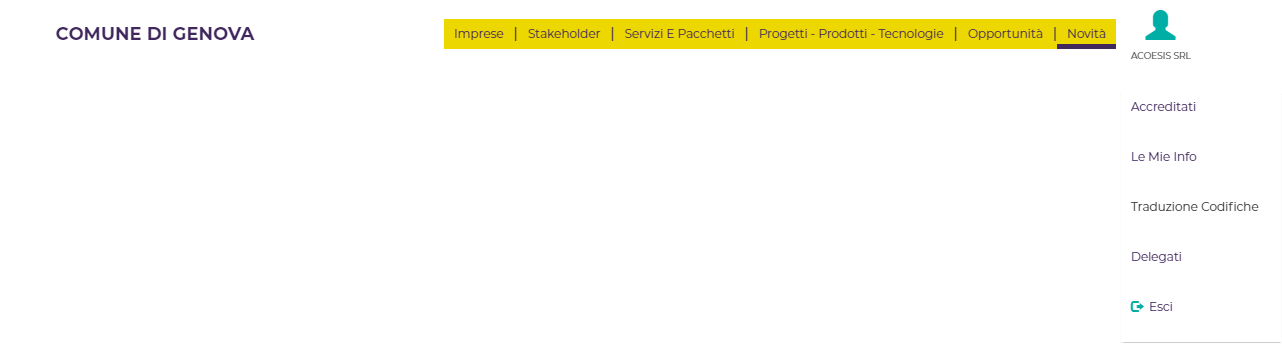 COMUNE DI GENOVA
Imprese | Stakeholder | Servizi E Pacchetti | Progetti - Prodotti - Tecnologie | Opportunità | Novità
ACOESIS SRL
Accreditati
Le Mie Info
Traduzione Codifiche
Delegati
Esci